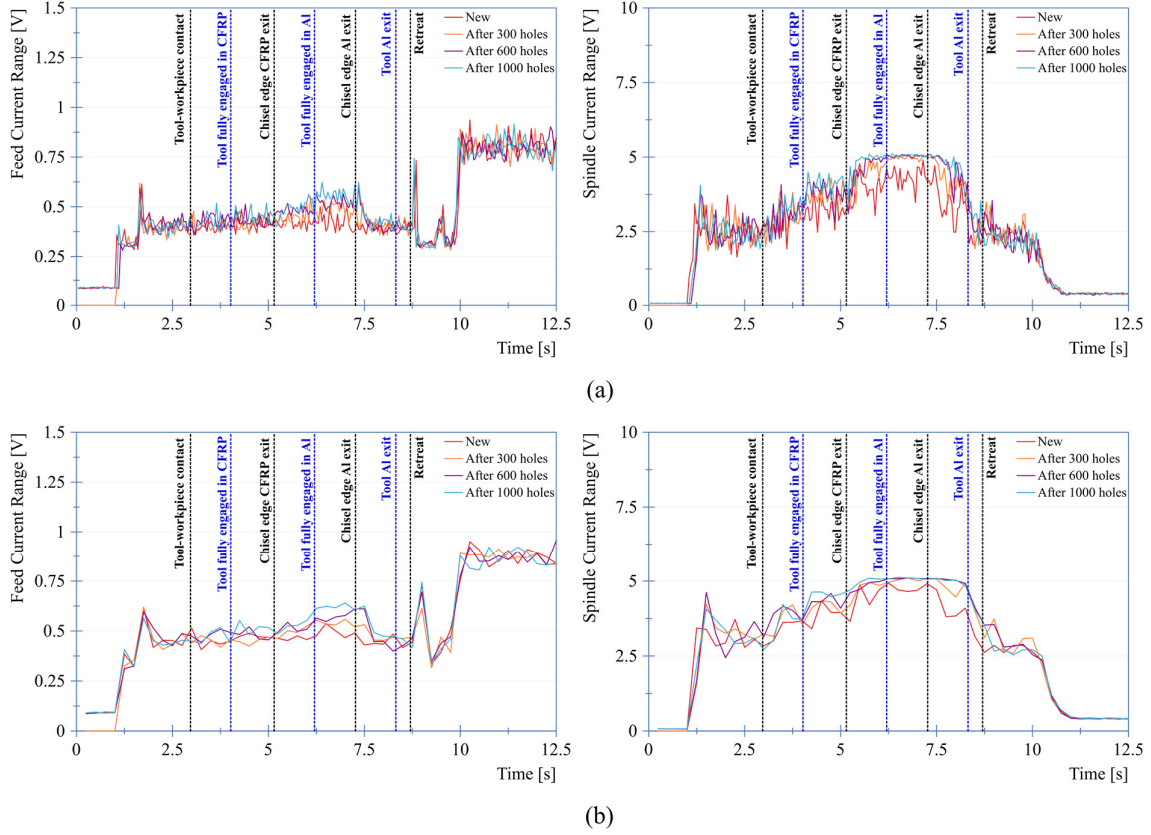 Feed Current Range [V]
1.5
1
0.75
0.5
0.25
0
0
2.5
5
7.5
10
12.5
Time [s]
Tool-workpiece contact
Tool fully engaged in CFRP
Chisel edge CFRP exit
Tool fully engaged in Al
Chisel edge Al exit
Tool Al exit
Retreat
New
After 300 holes
After 600 holes
After 1000 holes
Spindle Current Range [V]
10
7.5
5
2.5
0
0
2.5
5
7.5
10
12.5
Time [s]
Tool-workpiece contact
Tool fully engaged in CFRP
Chisel edge CFRP exit
Tool fully engaged in Al
Chisel edge Al exit
Tool Al exit
Retreat
New
After 300 holes
After 600 holes
After 1000 holes
(a)
Feed Current Range [V]
1.5
1
0.75
0.5
0.25
0
0
2.5
5
7.5
10
12.5
Time [s]
Tool-workpiece contact
Tool fully engaged in CFRP
Chisel edge CFRP exit
Tool fully engaged in Al
Chisel edge Al exit
Tool Al exit
Retreat
New
After 300 holes
After 600 holes
After 1000 holes
Spindle Current Range [V]
10
7.5
5
2.5
0
0
2.5
5
7.5
10
12.5
Time [s]
Tool-workpiece contact
Tool fully engaged in CFRP
Chisel edge CFRP exit
Tool fully engaged in Al
Chisel edge Al exit
Tool Al exit
Retreat
New
After 300 holes
After 600 holes
After 1000 holes
(b)